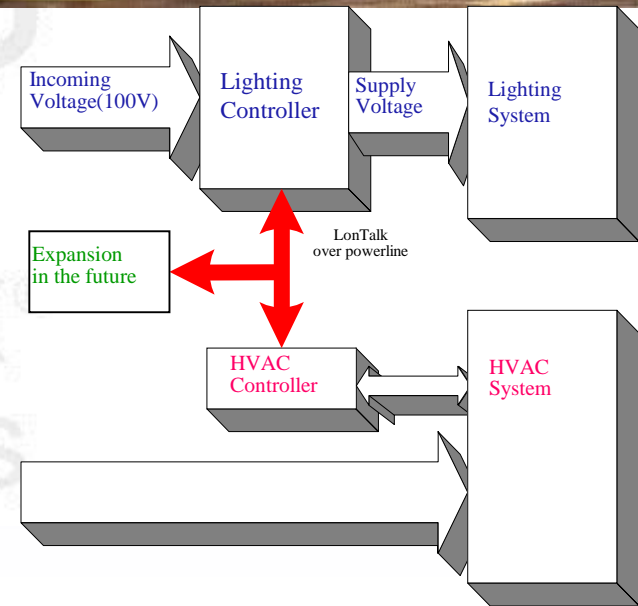 Incoming
Voltage(100V)
Lighting
Controller
Supply
Voltage
Lighting
System
LonTalk
over powerline
Expansion
in the future
HVAC
Controller
HVAC
System